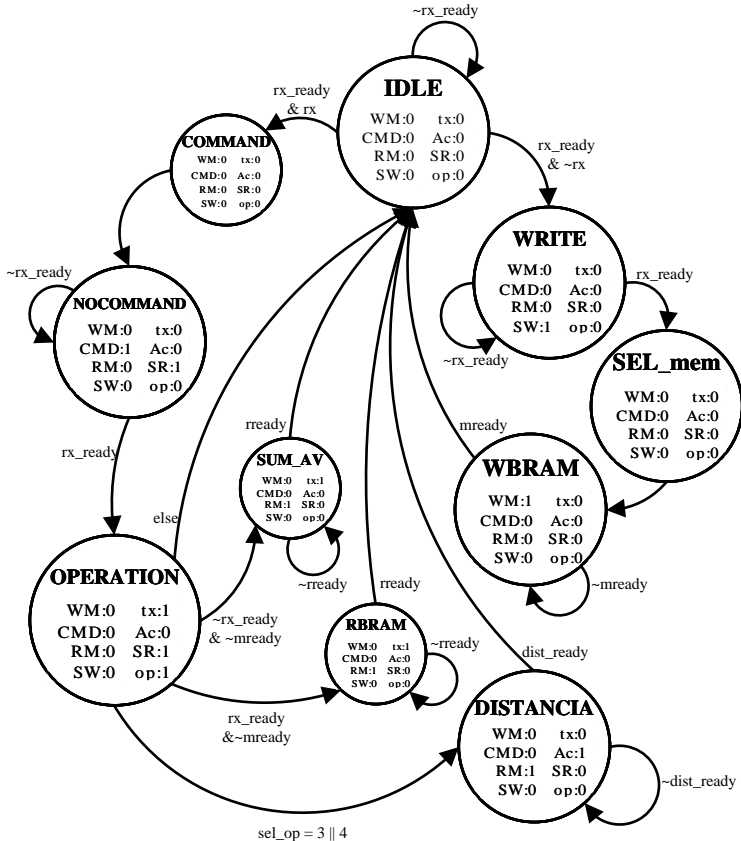 ~rx_ready
IDLE
WM:0 tx:0
CMD:0 Ac:0
RM:0 SR:0
SW:0 op:0
rx_ready
& rx
rx_ready
& ~rx
COMMAND
WM:0 tx:0
CMD:0 Ac:0
RM:0 SR:0
SW:0 op:0
WRITE
WM:0 tx:0
CMD:0 Ac:0
RM:0 SR:0
SW:1 op:0
rx_ready
~rx_ready
~rx_ready
NOCOMMAND
WM:0 tx:0
CMD:1 Ac:0
RM:0 SR:1
SW:0 op:0
SEL_mem
WM:0 tx:0
CMD:0 Ac:0
RM:0 SR:0
SW:0 op:0
rx_ready
rready
mready
SUM_AV
WM:0 tx:1
CMD:0 Ac:0
RM:1 SR:0
SW:0 op:0
~rready
WBRAM
WM:1 tx:0
CMD:0 Ac:0
RM:0 SR:0
SW:0 op:0
~mready
else
OPERATION
WM:0 tx:1
CMD:0 Ac:0
RM:0 SR:1
SW:0 op:1
~rx_ready
& ~mready
rready
RBRAM
WM:0 tx:1
CMD:0 Ac:0
RM:1 SR:0
SW:0 op:0
~rready
rx_ready
&~mready
dist_ready
DISTANCIA
WM:0 tx:0
CMD:0 Ac:1
RM:1 SR:0
SW:0 op:0
~dist_ready
sel_op = 3 || 4